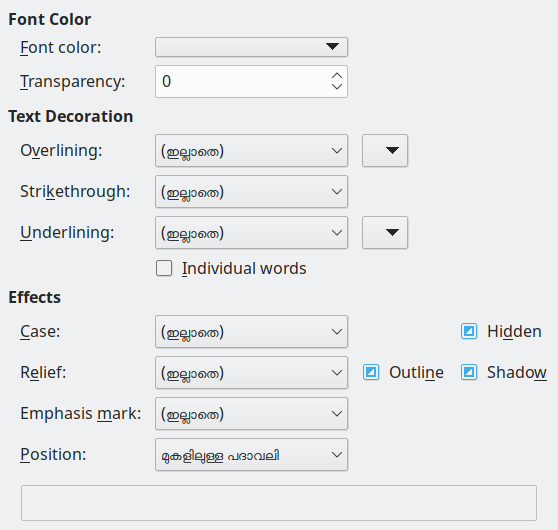 Font Color
Font color:
Transparency: 0
Text Decoration
Overlining: (ഇല്ലാതെ)
Strikethrough: (ഇല്ലാതെ)
Underlining: (ഇല്ലാതെ)
Individual words
Effects
Case: (ഇല്ലാതെ) Hidden
Relief: (ഇല്ലാതെ) Outline Shadow
Emphasis mark: (ഇല്ലാതെ)
Position: മുകളിലുള്ള പദാവലി